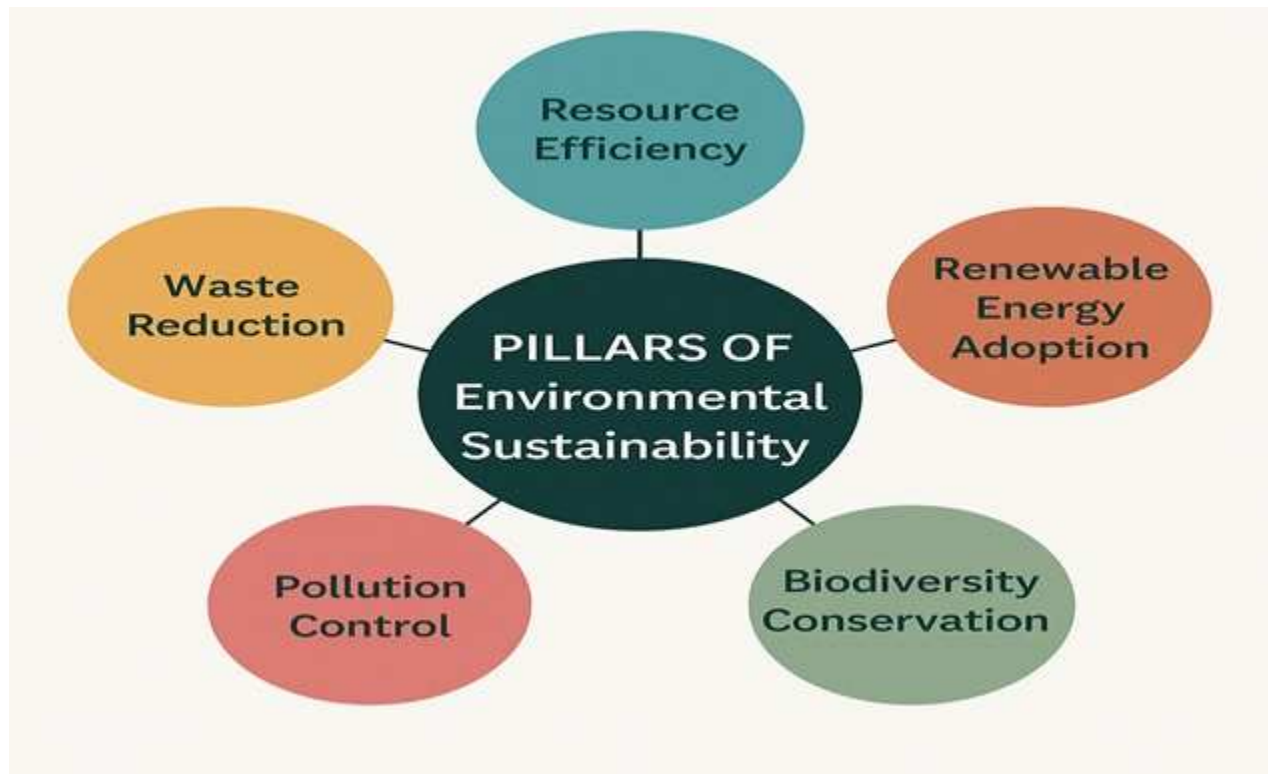 Resource
Efficiency
Waste
Reduction
Renewable
Energy
Adoption
PILLARS OF
Environmental
Sustainability
Pollution
Control
Biodiversity
Conservation